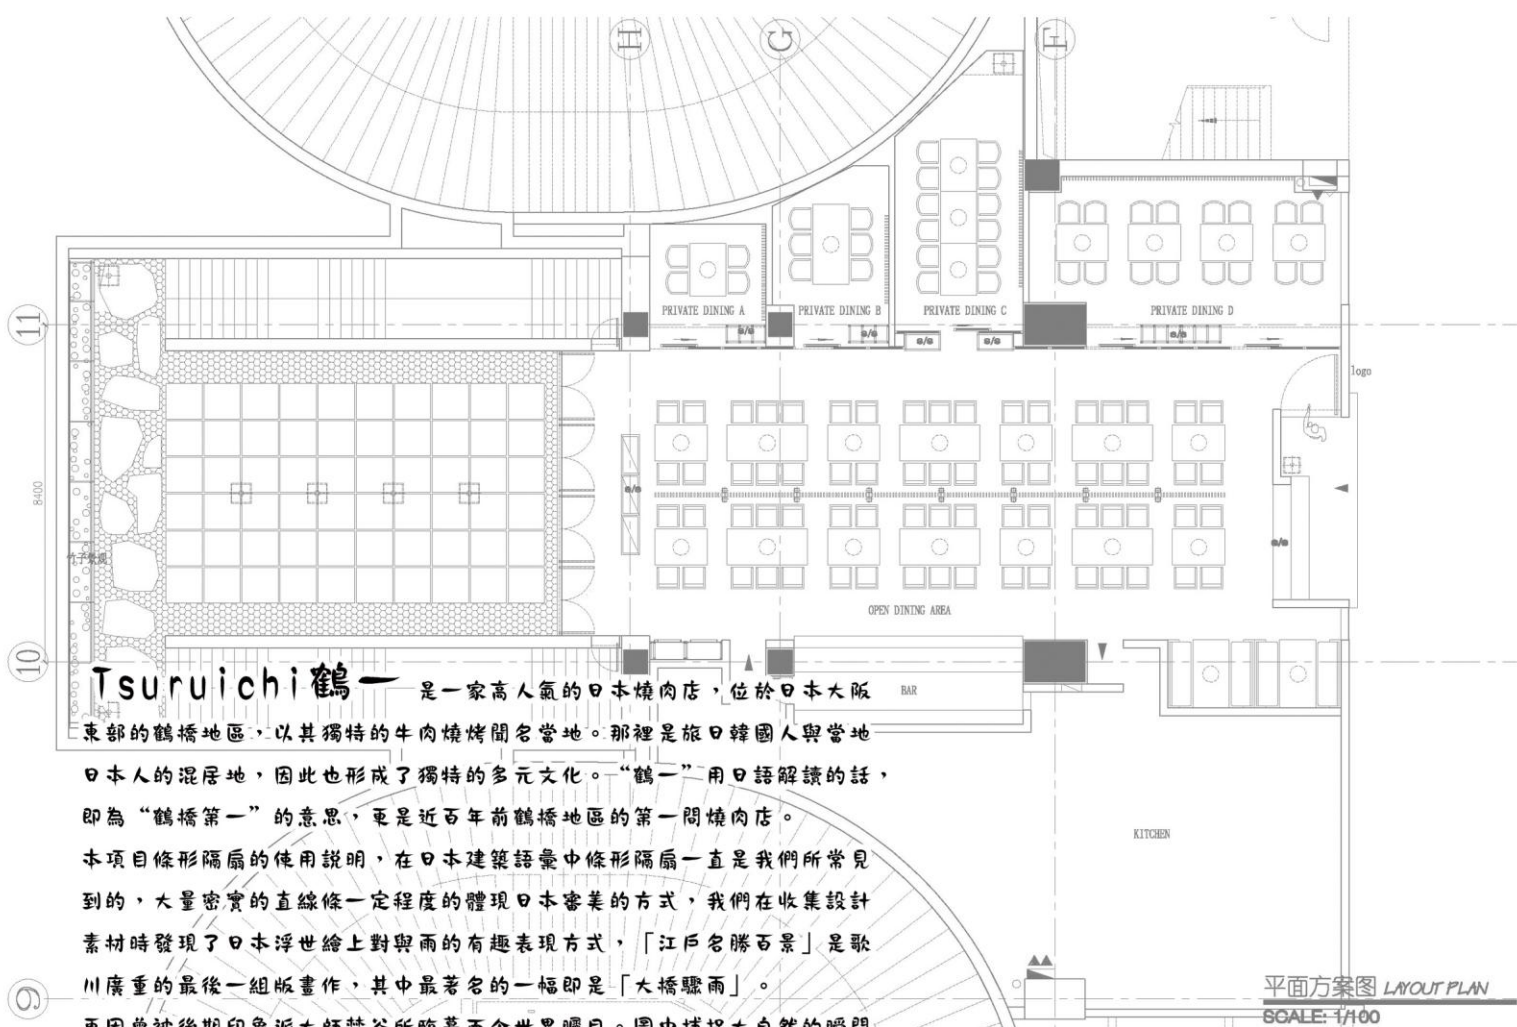 H
G
F
11
PRIVATE DINING A
PRIVATE DINING B
PRIVATE DINING C
PRIVATE DINING D
s/s
s/s
s/s
s/s
s/s
logo
8400
s/s
s/s
竹子景观
OPEN DINING AREA
10
BAR
KITCHEN
Tsuruichi鶴一 是一家高人氣的日本燒肉店，位於日本大阪
東部的鶴橋地區，以其獨特的牛肉燒烤聞名當地。那裡是旅日韓國人與當地
日本人的混居地，因此也形成了獨特的多元文化。“鶴一”用日語解讀的話，
即為“鶴橋第一”的意思，更是近百年前鶴橋地區的第一間燒肉店。
本項目條形隔扇的使用説明，在日本建築語彙中條形隔扇一直是我們所常見
到的，大量密實的直線條一定程度的體現日本審美的方式，我們在收集設計
素材時發現了日本浮世繪上對與雨的有趣表現方式，「江戶名勝百景」是歌
川廣重的最後一組版畫作，其中最著名的一幅即是「大橋驟雨」。
9
平面方案图 LAYOUT PLAN
SCALE: 1/100